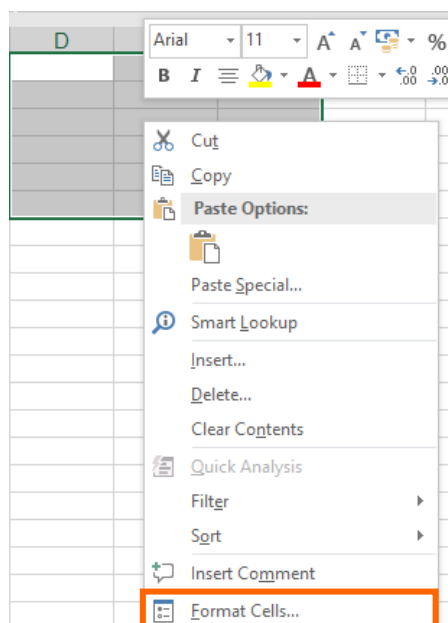 D
Arial 11 A A %
B I A .00 .00
Cut
Copy
Paste Options:
Paste Special...
Smart Lookup
Insert...
Delete...
Clear Contents
Quick Analysis
Filter
Sort
Insert Comment
Format Cells...